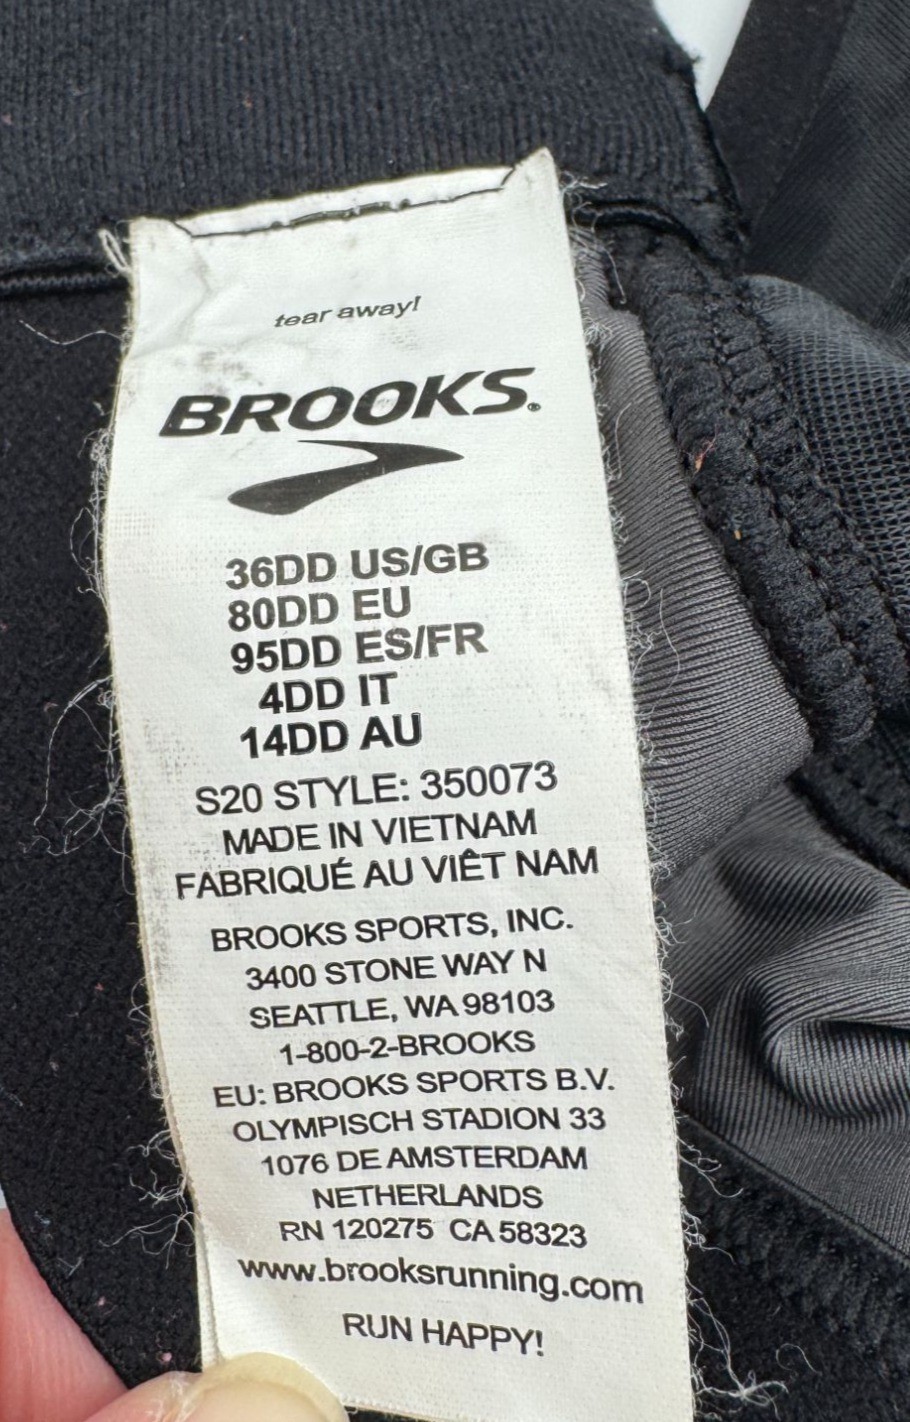 tear away!
BROOKS®
36DD US/GB
80DD EU
95DD ES/FR
4DD IT
14DD AU
S20 STYLE: 350073
MADE IN VIETNAM
FABRIQUÉ AU VIÊT NAM
BROOKS SPORTS, INC.
3400 STONE WAY N
SEATTLE, WA 98103
1-800-2-BROOKS
EU: BROOKS SPORTS B.V.
OLYMPISCH STADION 33
1076 DE AMSTERDAM
NETHERLANDS
RN 120275 CA 58323
www.brooksrunning.com
RUN HAPPY!